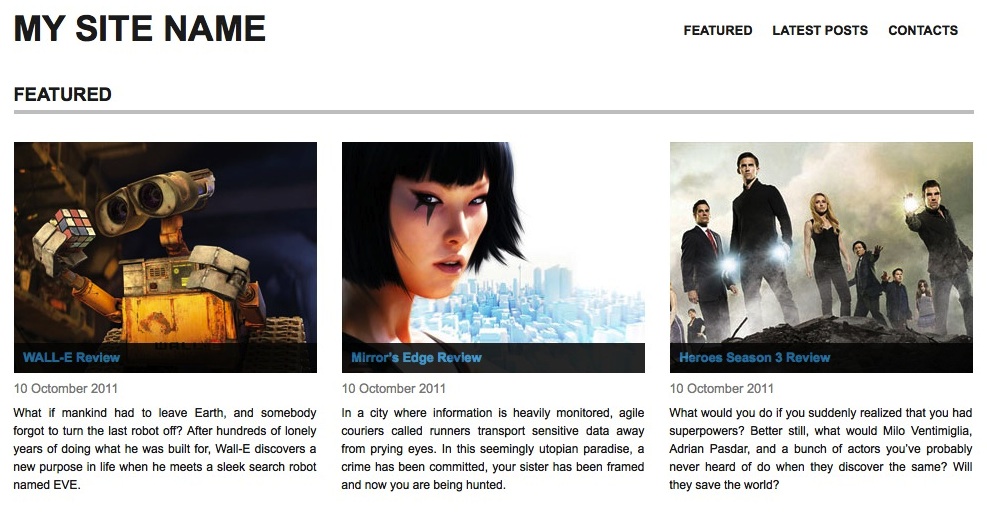 MY SITE NAME
FEATURED LATEST POSTS CONTACTS
FEATURED
WALL-E Review
10 Octomber 2011
What if mankind had to leave Earth, and somebody
forgot to turn the last robot off? After hundreds of lonely
years of doing what he was built for, Wall-E discovers a
new purpose in life when he meets a sleek search robot
named EVE.
Mirror's Edge Review
10 Octomber 2011
In a city where information is heavily monitored, agile
couriers called runners transport sensitive data away
from prying eyes. In this seemingly utopian paradise, a
crime has been committed, your sister has been framed
and now you are being hunted.
Heroes Season 3 Review
10 Octomber 2011
What would you do if you suddenly realized that you had
superpowers? Better still, what would Milo Ventimiglia,
Adrian Pasdar, and a bunch of actors you've probably
never heard of do when they discover the same? Will
they save the world?